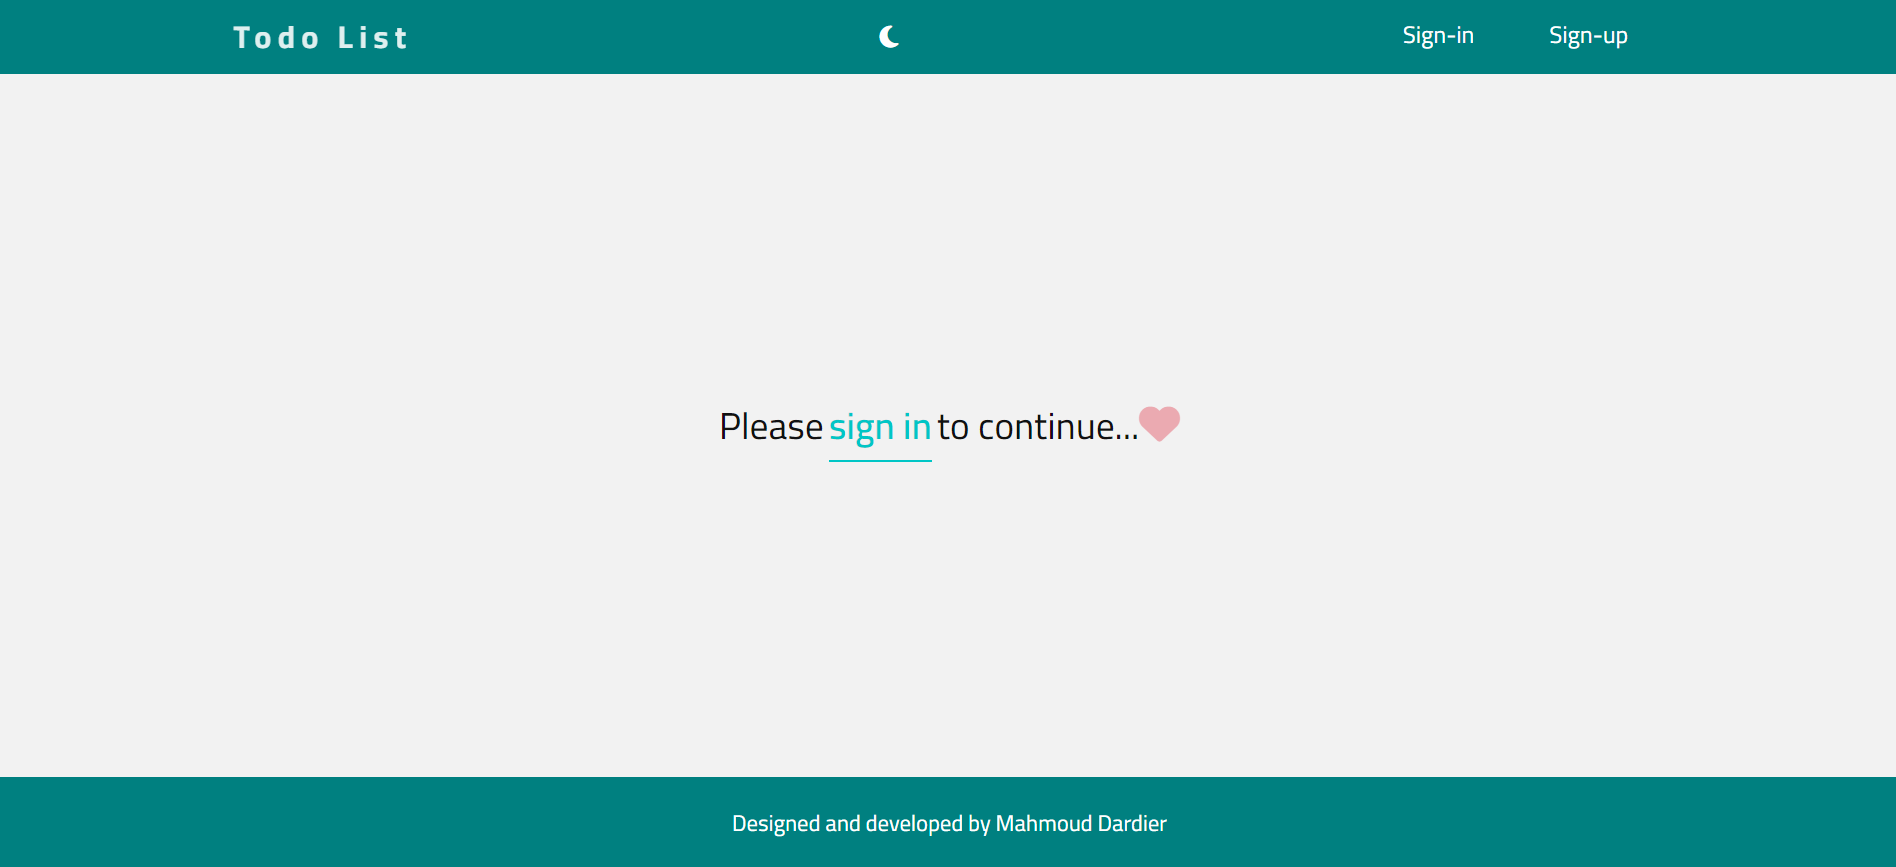 Todo List
Sign-in
Sign-up
Please sign in to continue...
Designed and developed by Mahmoud Dardier